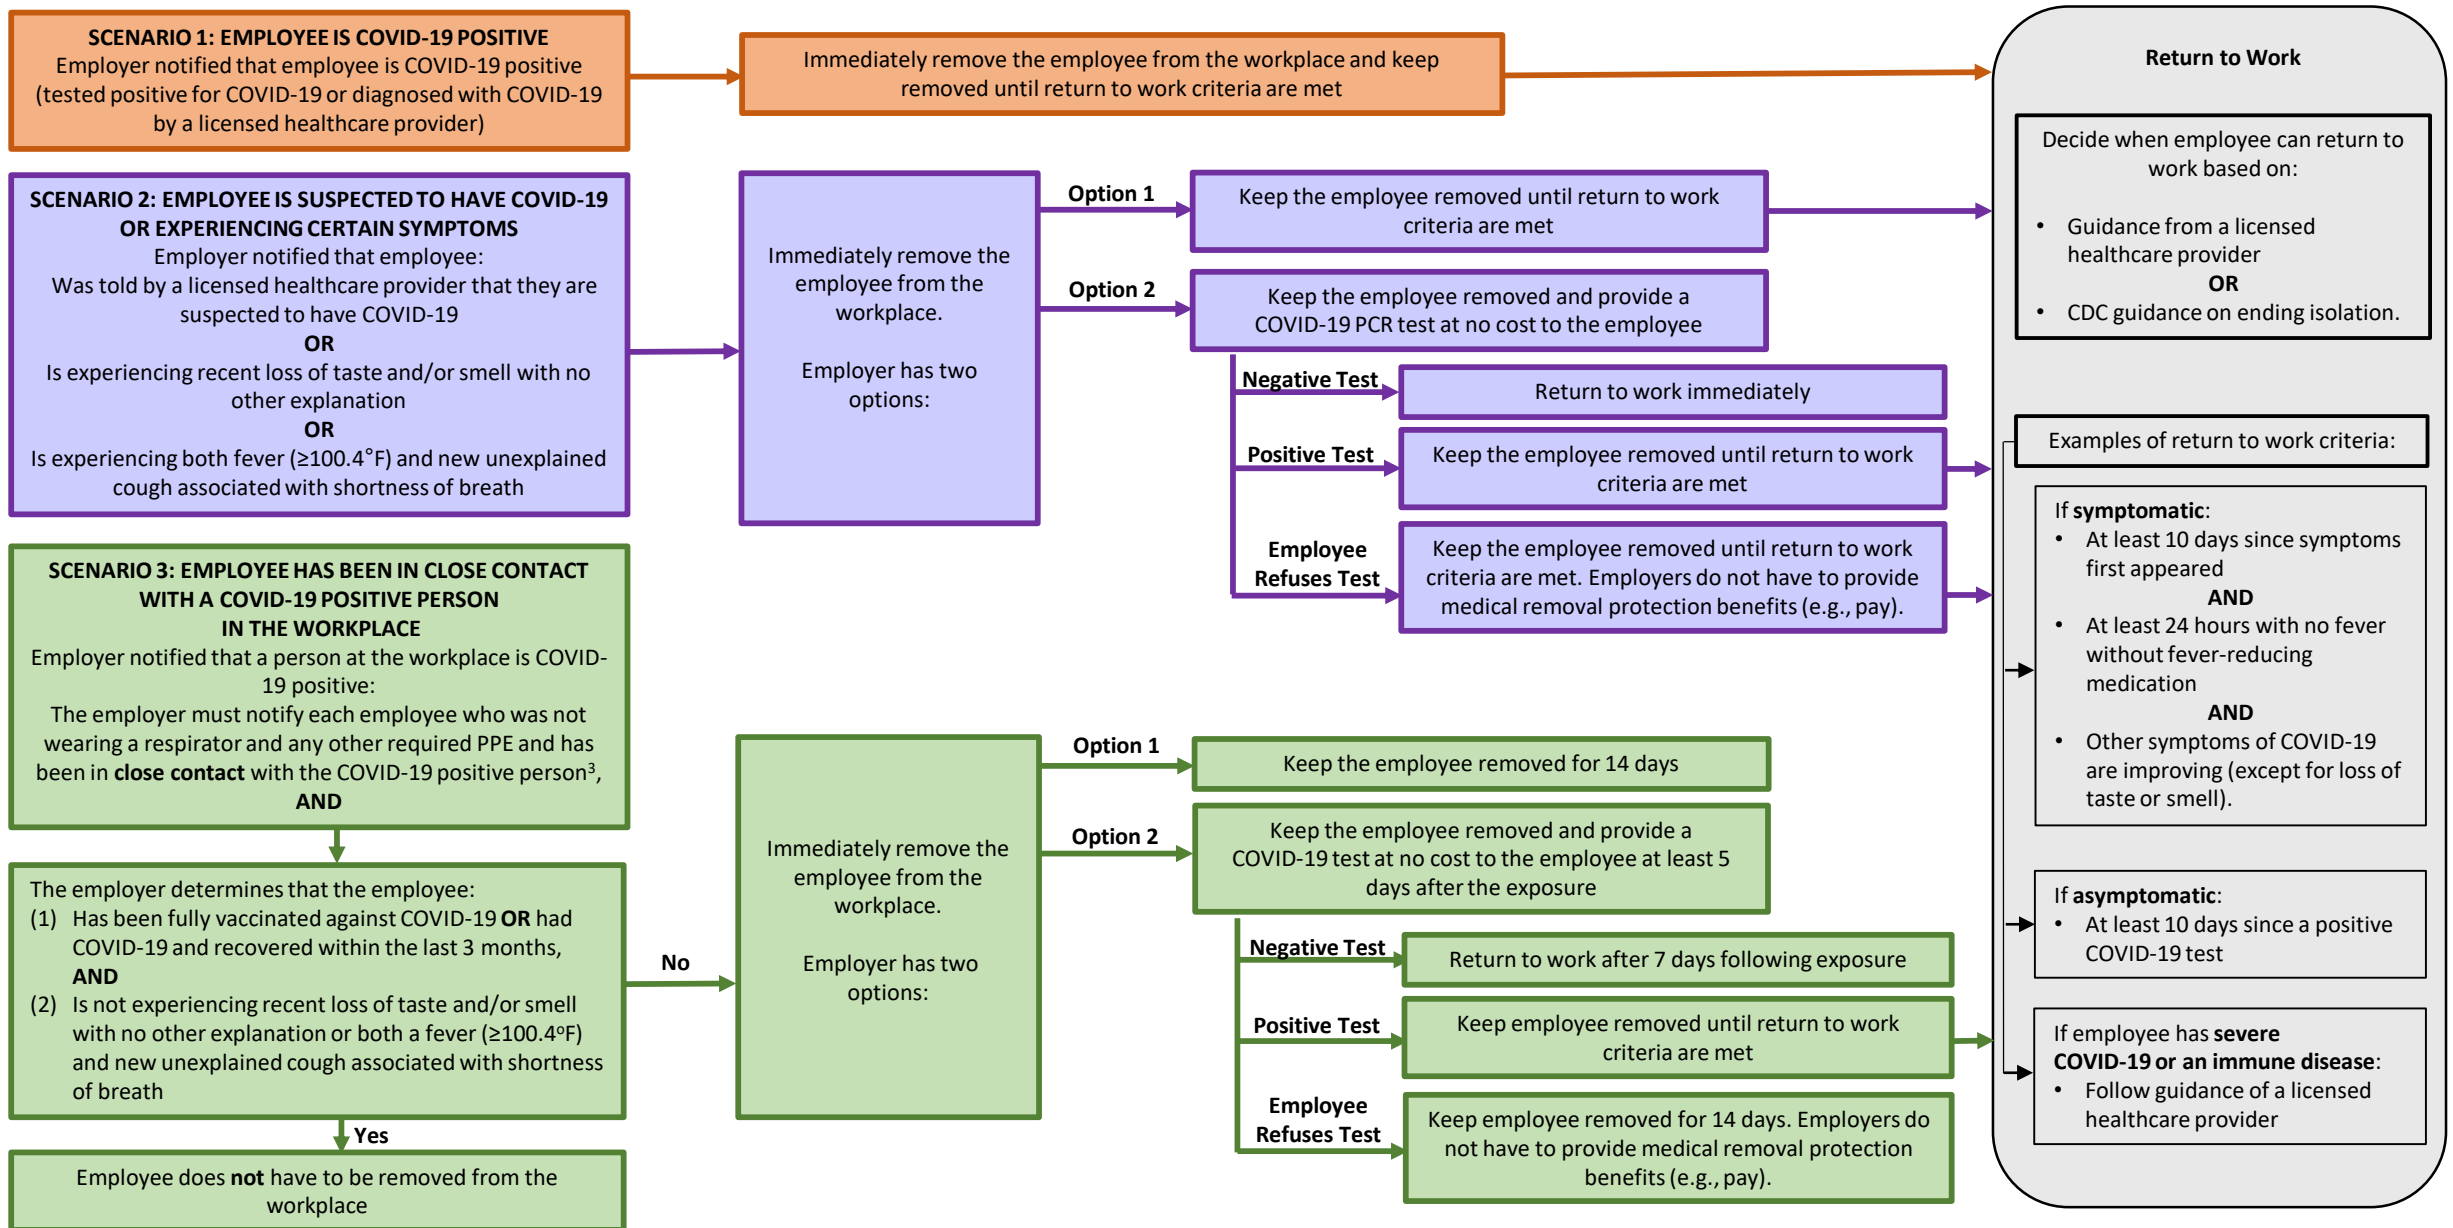 SCENARIO 1: EMPLOYEE IS COVID-19 POSITIVE
Employer notified that employee is COVID-19 positive
(tested positive for COVID-19 or diagnosed with COVID-19
by a licensed healthcare provider)
Immediately remove the employee from the workplace and keep
removed until return to work criteria are met
SCENARIO 2: EMPLOYEE IS SUSPECTED TO HAVE COVID-19
OR EXPERIENCING CERTAIN SYMPTOMS
Employer notified that employee:
Was told by a licensed healthcare provider that they are
suspected to have COVID-19
OR
Is experiencing recent loss of taste and/or smell with no
other explanation
OR
Is experiencing both fever (≥100.4°F) and new unexplained
cough associated with shortness of breath
Immediately remove the
employee from the
workplace.
Employer has two
options:
Option 1
Keep the employee removed until return to work
criteria are met
Option 2
Keep the employee removed and provide a
COVID-19 PCR test at no cost to the employee
Negative Test
Return to work immediately
Positive Test
Keep the employee removed until return to work
criteria are met
Employee
Refuses Test
Keep the employee removed until return to work
criteria are met. Employers do not have to provide
medical removal protection benefits (e.g., pay).
SCENARIO 3: EMPLOYEE HAS BEEN IN CLOSE CONTACT
WITH A COVID-19 POSITIVE PERSON
IN THE WORKPLACE
Employer notified that a person at the workplace is COVID-
19 positive:
The employer must notify each employee who was not
wearing a respirator and any other required PPE and has
been in close contact with the COVID-19 positive person³,
AND
The employer determines that the employee:
(1) Has been fully vaccinated against COVID-19 OR had
COVID-19 and recovered within the last 3 months,
AND
(2) Is not experiencing recent loss of taste and/or smell
with no other explanation or both a fever (≥100.4ºF)
and new unexplained cough associated with shortness
of breath
Yes
Employee does not have to be removed from the
workplace
No
Immediately remove the
employee from the
workplace.
Employer has two
options:
Option 1
Keep the employee removed for 14 days
Option 2
Keep the employee removed and provide a
COVID-19 test at no cost to the employee at least 5
days after the exposure
Negative Test
Return to work after 7 days following exposure
Positive Test
Keep employee removed until return to work
criteria are met
Employee
Refuses Test
Keep employee removed for 14 days. Employers do
not have to provide medical removal protection
benefits (e.g., pay).
Return to Work
Decide when employee can return to
work based on:
• Guidance from a licensed
healthcare provider
OR
• CDC guidance on ending isolation.
Examples of return to work criteria:
If symptomatic:
• At least 10 days since symptoms
first appeared
AND
• At least 24 hours with no fever
without fever-reducing
medication
AND
• Other symptoms of COVID-19
are improving (except for loss of
taste or smell).
If asymptomatic:
• At least 10 days since a positive
COVID-19 test
If employee has severe
COVID-19 or an immune disease:
• Follow guidance of a licensed
healthcare provider